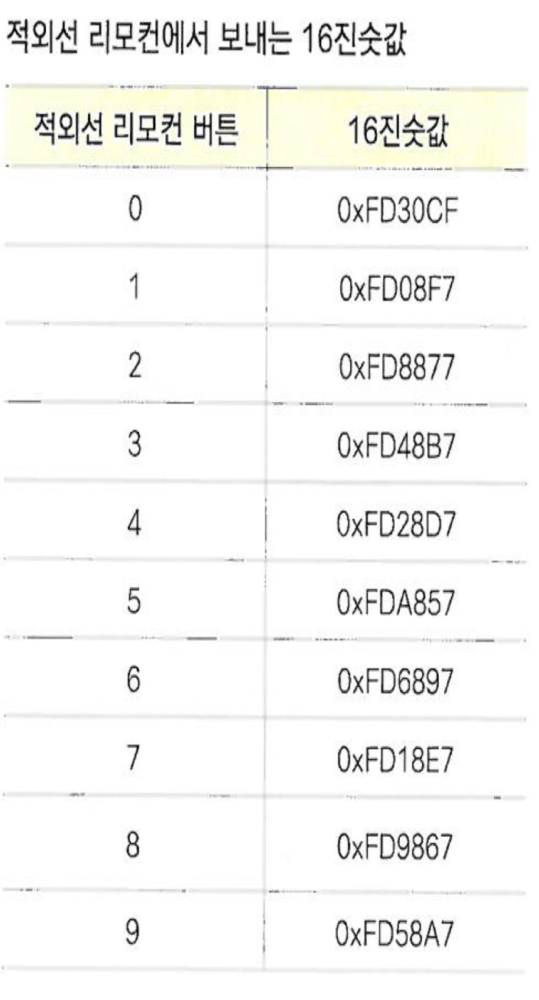 적외선 리모컨에서 보내는 16진숫값
적외선 리모컨 버튼 16진숫값
0 0xFD30CF
1 0xFD08F7
2 0xFD8877
3 0xFD48B7
4 0xFD28D7
5 0xFDA857
6 0xFD6897
7 0xFD18E7
8 0xFD9867
9 0xFD58A7